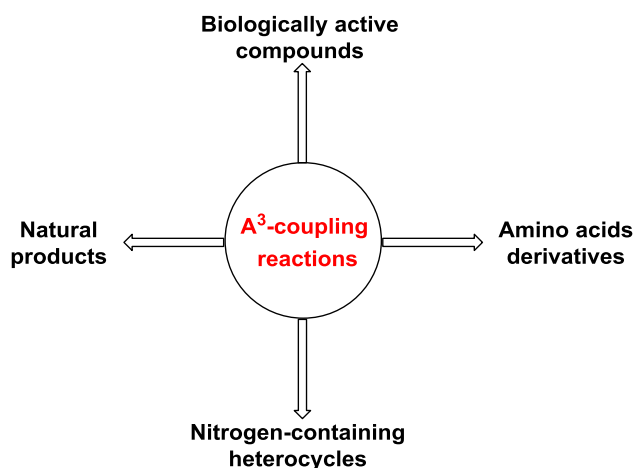 Biologically active
compounds
A³-coupling
reactions
Natural
products
Amino acids
derivatives
Nitrogen-containing
heterocycles